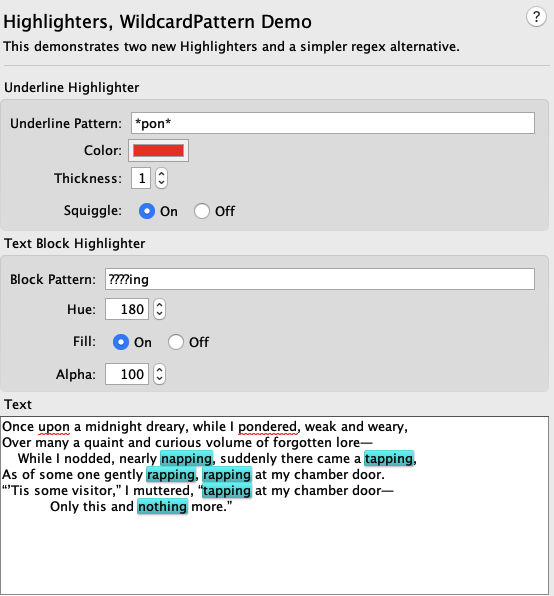 Highlighters, WildcardPattern Demo
?
This demonstrates two new Highlighters and a simpler regex alternative.
Underline Highlighter
Underline Pattern: *pon*
Color:
Thickness: 1
Squiggle: On Off
Text Block Highlighter
Block Pattern: ????ing
Hue: 180
Fill: On Off
Alpha: 100
Text
Once upon a midnight dreary, while I pondered, weak and weary,
Over many a quaint and curious volume of forgotten lore—
While I nodded, nearly napping, suddenly there came a tapping,
As of some one gently rapping, rapping at my chamber door.
“’Tis some visitor,” I muttered, “tapping at my chamber door—
Only this and nothing more.”